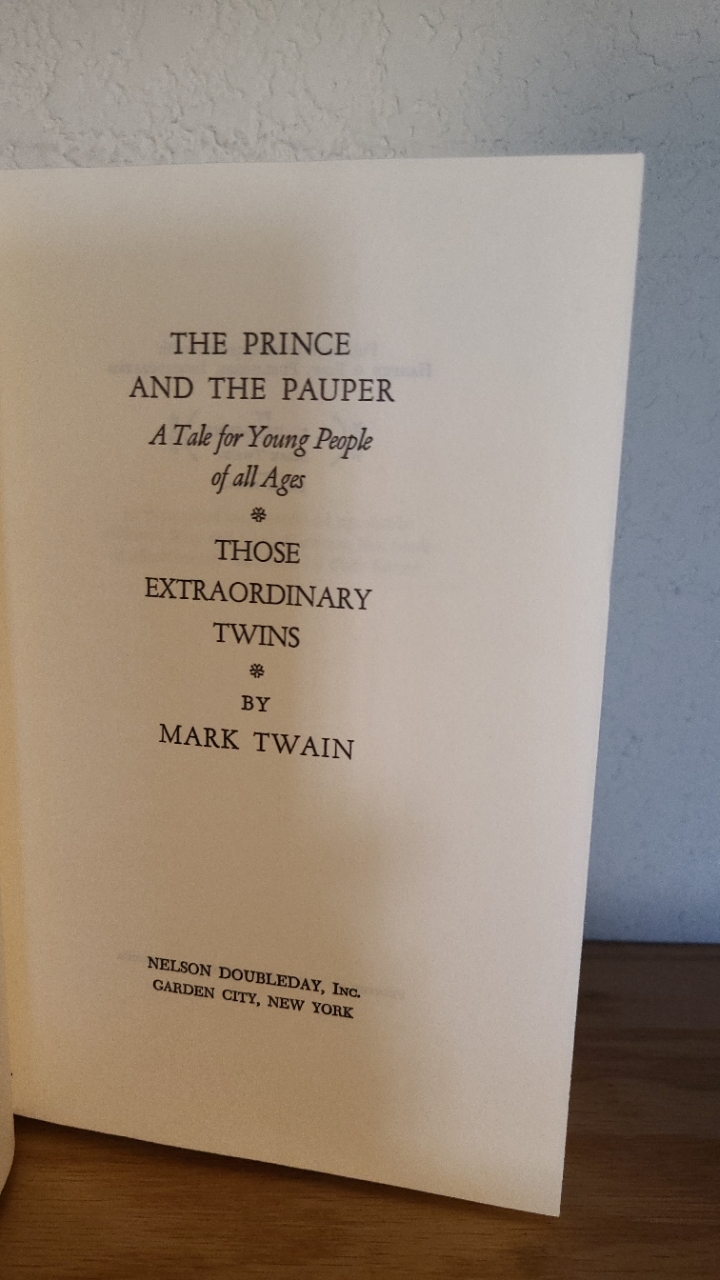 THE PRINCE
AND THE PAUPER
A Tale for Young People
of all Ages
THOSE
EXTRAORDINARY
TWINS
BY
MARK TWAIN
NELSON DOUBLEDAY, Inc.
GARDEN CITY, NEW YORK